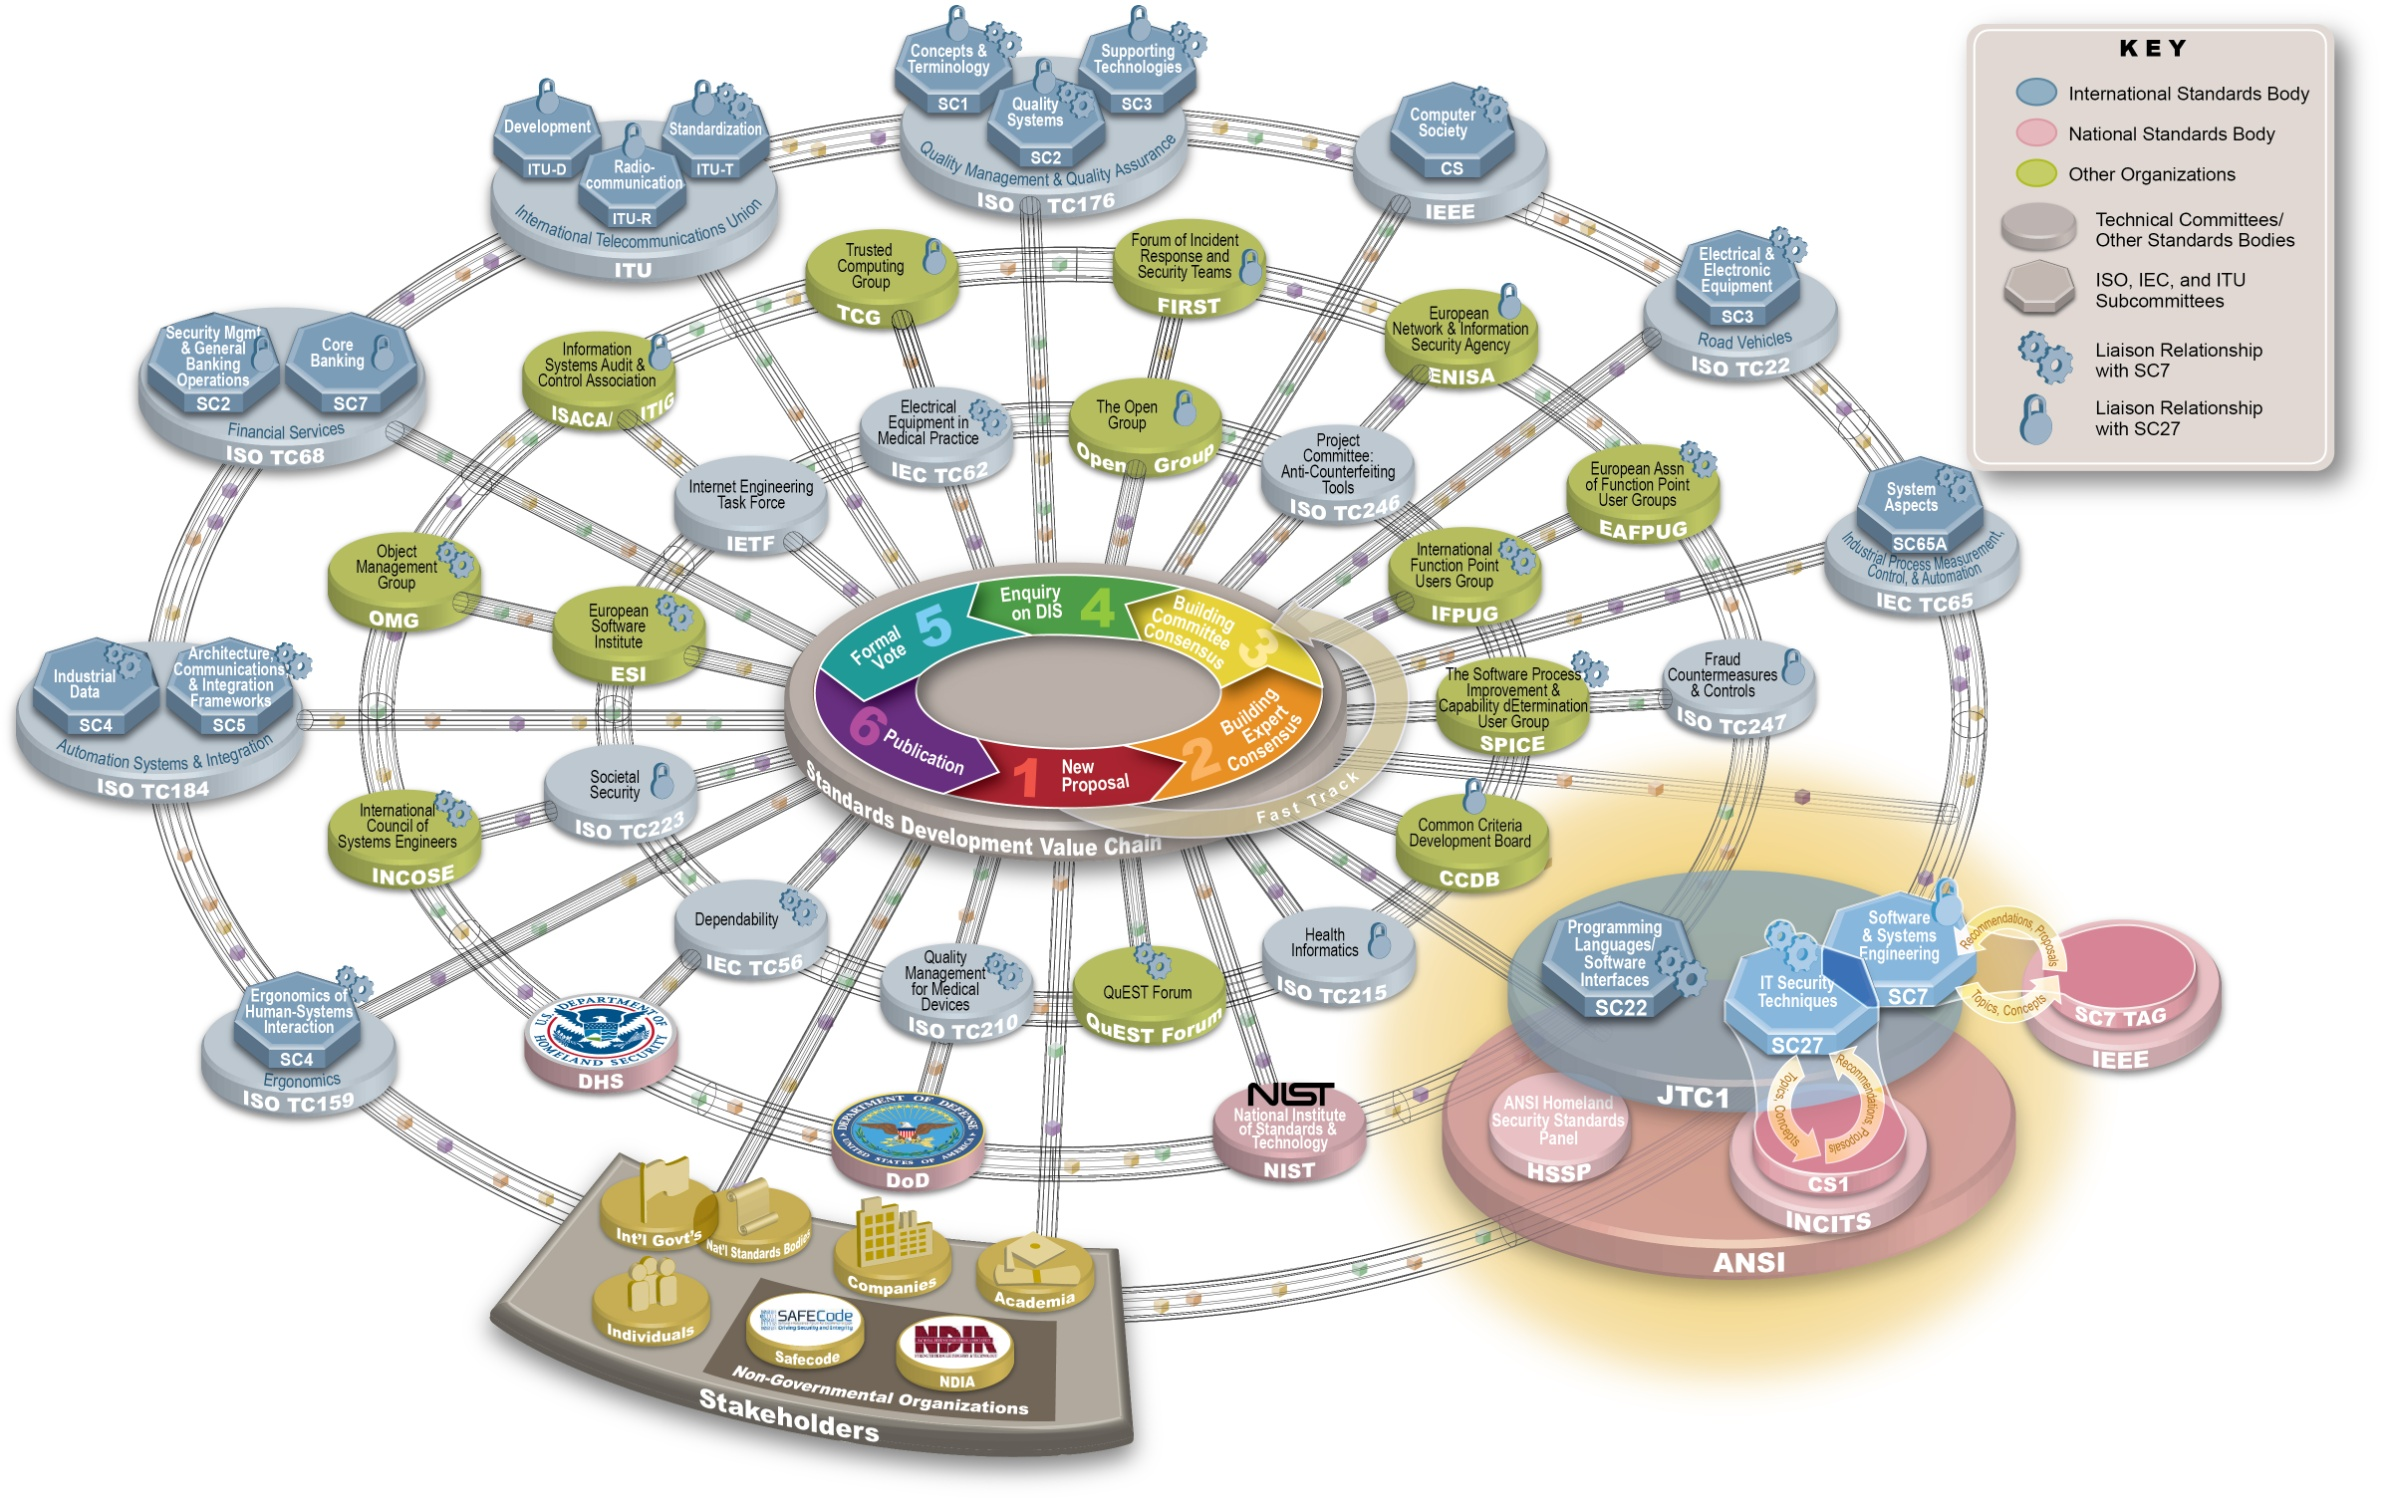 KEY
International Standards Body
National Standards Body
Other Organizations
Technical Committees/
Other Standards Bodies
ISO, IEC, and ITU
Subcommittees
Liaison Relationship
with SC7
Liaison Relationship
with SC27
Concepts &
Terminology
SC1
Quality
Systems
SC2
Supporting
Technologies
SC3
Quality Management & Quality Assurance
ISO TC176
Development
ITU-D
Radio-
communication
ITU-R
Standardization
ITU-T
International Telecommunications Union
ITU
Computer
Society
CS
IEEE
Electrical &
Electronic
Equipment
SC3
Road Vehicles
ISO TC22
System
Aspects
SC65A
Industrial Process Measurement,
Control, & Automation
IEC TC65
Security Mgmt
& General
Banking
Operations
SC2
Core
Banking
SC7
Financial Services
ISO TC68
Industrial
Data
SC4
Architecture,
Communications,
& Integration
Frameworks
SC5
Automation Systems & Integration
ISO TC184
Ergonomics of
Human-Systems
Interaction
SC4
Ergonomics
ISO TC159
Trusted
Computing
Group
TCG
Forum of Incident
Response and
Security Teams
FIRST
European
Network & Information
Security Agency
ENISA
European Assn
of Function Point
User Groups
EAFPUG
Information
Systems Audit &
Control Association
ISACA/ ITIG
Object
Management
Group
OMG
International
Council of
Systems Engineers
INCOSE
Electrical
Equipment in
Medical Practice
IEC TC62
The Open
Group
Open Group
Project
Committee:
Anti-Counterfeiting
Tools
ISO TC246
International
Function Point
Users Group
IFPUG
Internet Engineering
Task Force
IETF
European
Software
Institute
ESI
Societal
Security
ISO TC223
The Software Process
Improvement &
Capability dEtermination
User Group
SPICE
Fraud
Countermeasures
& Controls
ISO TC247
Common Criteria
Development Board
CCDB
Dependability
IEC TC56
Quality
Management
for Medical
Devices
ISO TC210
QuEST Forum
QuEST Forum
Health
Informatics
ISO TC215
1 New
Proposal
2 Building
Expert
Consensus
3 Building
Committee
Consensus
4 Enquiry
on DIS
5 Formal
Vote
6 Publication
Fast Track
Standards Development Value Chain
U.S. DEPARTMENT OF
HOMELAND SECURITY
DHS
DEPARTMENT OF DEFENSE
UNITED STATES OF AMERICA
DoD
NIST
National Institute
of Standards &
Technology
NIST
Programming
Languages/
Software
Interfaces
SC22
IT Security
Techniques
SC27
Software
& Systems
Engineering
SC7
JTC1
Recommendations, Proposals
Topics, Concepts
SC7 TAG
IEEE
ANSI Homeland
Security Standards
Panel
HSSP
Topics, Concepts
Recommendations, Proposals
CS1
INCITS
ANSI
Int'l Govt's
Nat'l Standards Bodies
Companies
Academia
Individuals
SAFECode
Driving Security and Integrity
Safecode
NDIA
NDIA
Non-Governmental Organizations
Stakeholders